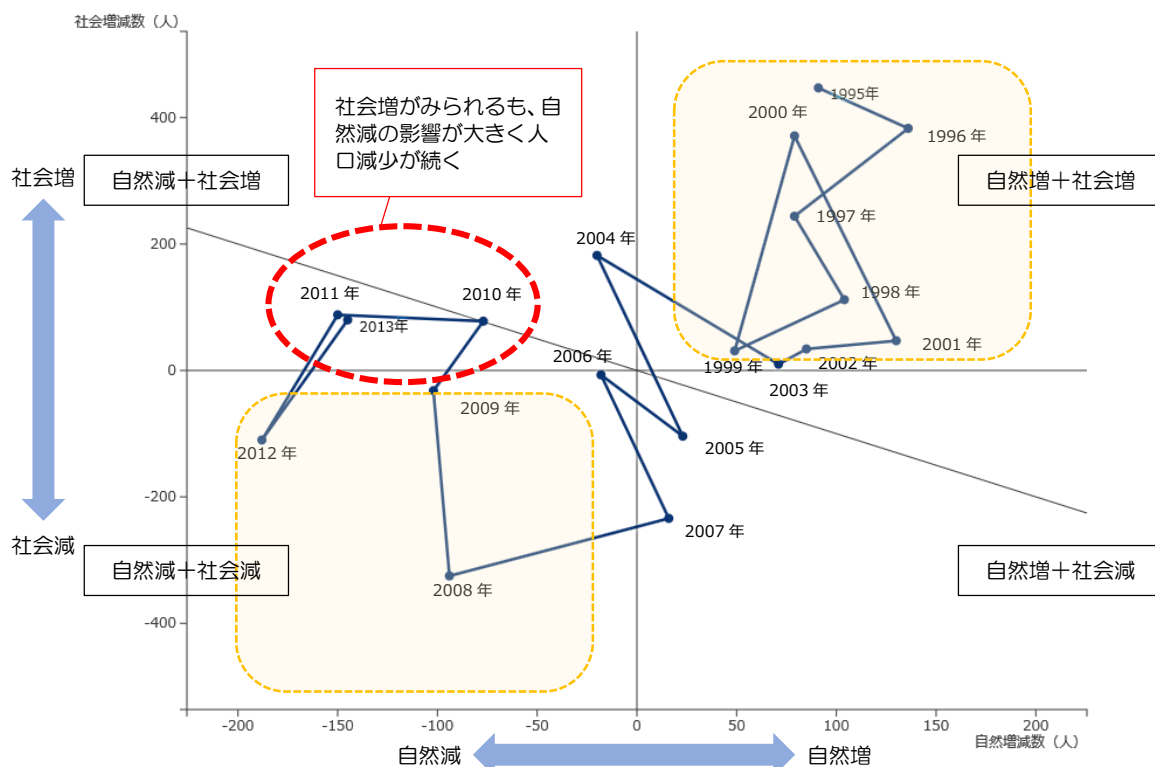 社会増減数（人）
社会増がみられるも、自
然減の影響が大きく人
口減少が続く
400
200
0
-200
-400
社会増
社会減
自然減＋社会増
自然増＋社会増
自然減＋社会減
自然増＋社会減
1995年
1996 年
2000 年
1997 年
1998 年
1999 年
2001 年
2002 年
2003 年
2004 年
2005 年
2006 年
2007 年
2008 年
2009 年
2010 年
2011 年
2013年
2012 年
-200
-150
-100
-50
0
50
100
150
200
自然増減数（人）
自然減
自然増